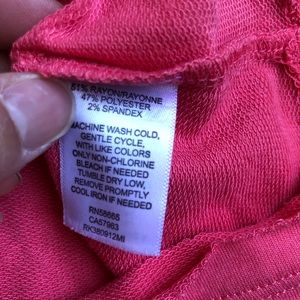 51% RAYON/RAYONNE
47% POLYESTER
2% SPANDEX
MACHINE WASH COLD,
GENTLE CYCLE,
WITH LIKE COLORS
ONLY NON-CHLORINE
BLEACH IF NEEDED
TUMBLE DRY LOW,
REMOVE PROMPTLY
COOL IRON IF NEEDED
RN58665
CA57963
RK380912MI